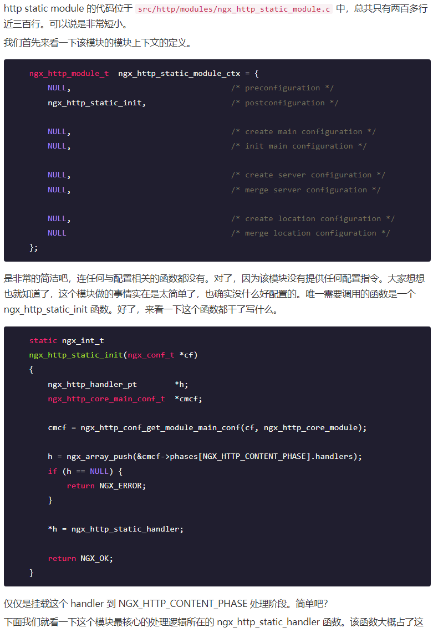 http static module 的代码位于 src/http/modules/ngx_http_static_module.c 中，总共只有两百多行
近三百行。可以说是非常短小。
我们首先来看一下该模块的模块上下文的定义。
ngx_http_module_t  ngx_http_static_module_ctx = {
    NULL,                                  /* preconfiguration */
    ngx_http_static_init,                  /* postconfiguration */
    NULL,                                  /* create main configuration */
    NULL,                                  /* init main configuration */
    NULL,                                  /* create server configuration */
    NULL,                                  /* merge server configuration */
    NULL,                                  /* create location configuration */
    NULL                                   /* merge location configuration */
};
是非常的简洁吧，连任何与配置相关的函数都没有。对了，因为该模块没有提供任何配置指令。大家想想
也就知道了，这个模块做的事情实在是太简单了，也确实没什么好配置的。唯一需要调用的函数是一个
ngx_http_static_init 函数。好了，来看一下这个函数都干了写什么。
static ngx_int_t
ngx_http_static_init(ngx_conf_t *cf)
{
    ngx_http_handler_pt        *h;
    ngx_http_core_main_conf_t  *cmcf;
    cmcf = ngx_http_conf_get_module_main_conf(cf, ngx_http_core_module);
    h = ngx_array_push(&cmcf->phases[NGX_HTTP_CONTENT_PHASE].handlers);
    if (h == NULL) {
        return NGX_ERROR;
    }
    *h = ngx_http_static_handler;
    return NGX_OK;
}
仅仅是挂载这个 handler 到 NGX_HTTP_CONTENT_PHASE 处理阶段。简单吧？
下面我们就看一下这个模块最核心的处理逻辑所在的 ngx_http_static_handler 函数。该函数大概占了这